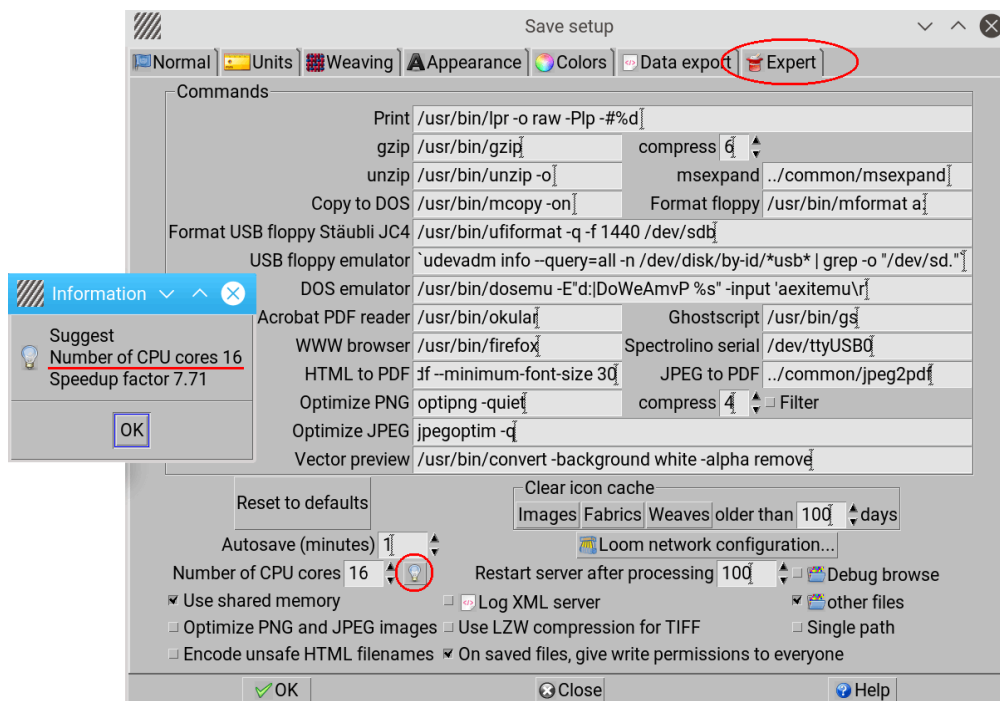 Save setup
Normal Units Weaving Appearance Colors Data export Expert
Commands
Print /usr/bin/lpr -o raw -Plp -#%d
gzip /usr/bin/gzip compress 6
unzip /usr/bin/unzip -o msexpand ../common/msexpand
Copy to DOS /usr/bin/mcopy -on Format floppy /usr/bin/mformat a:
Format USB floppy Stäubli JC4 /usr/bin/ufiformat -q -f 1440 /dev/sdb
USB floppy emulator `udevadm info --query=all -n /dev/disk/by-id/*usb* | grep -o "/dev/sd."`
DOS emulator /usr/bin/dosemu -E"d:|DoWeAmvP %s" -input 'aexitemu\r'
Acrobat PDF reader /usr/bin/okular Ghostscript /usr/bin/gs
WWW browser /usr/bin/firefox Spectrolino serial /dev/ttyUSB0
HTML to PDF df --minimum-font-size 30 JPEG to PDF ../common/jpeg2pdf
Optimize PNG optipng -quiet compress 4 Filter
Optimize JPEG jpegoptim -q
Vector preview /usr/bin/convert -background white -alpha remove
Information
Suggest
Number of CPU cores 16
Speedup factor 7.71
OK
Reset to defaults
Clear icon cache
Images Fabrics Weaves older than 100 days
Autosave (minutes) 1 Loom network configuration...
Number of CPU cores 16 Restart server after processing 100 Debug browse
Use shared memory Log XML server other files
Optimize PNG and JPEG images Use LZW compression for TIFF Single path
Encode unsafe HTML filenames On saved files, give write permissions to everyone
OK Close Help